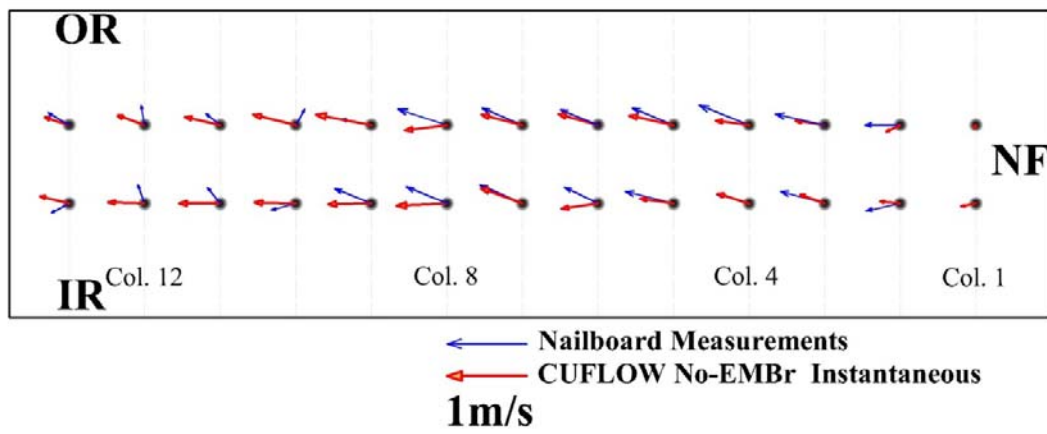 OR
NF
IR
Col. 12 Col. 8 Col. 4 Col. 1
Nailboard Measurements
CUFLOW No-EMBr Instantaneous
1m/s